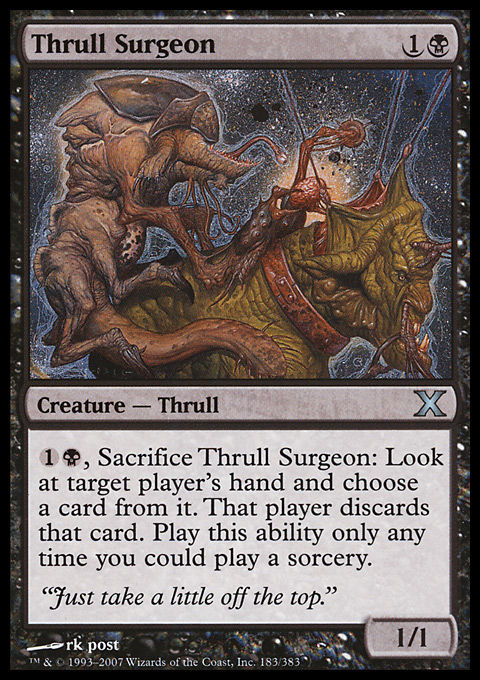 Thrull Surgeon 1
Creature — Thrull X
1, Sacrifice Thrull Surgeon: Look
at target player's hand and choose
a card from it. That player discards
that card. Play this ability only any
time you could play a sorcery.
“Just take a little off the top.”
rk post
1/1
™ & © 1993–2007 Wizards of the Coast, Inc. 183/383